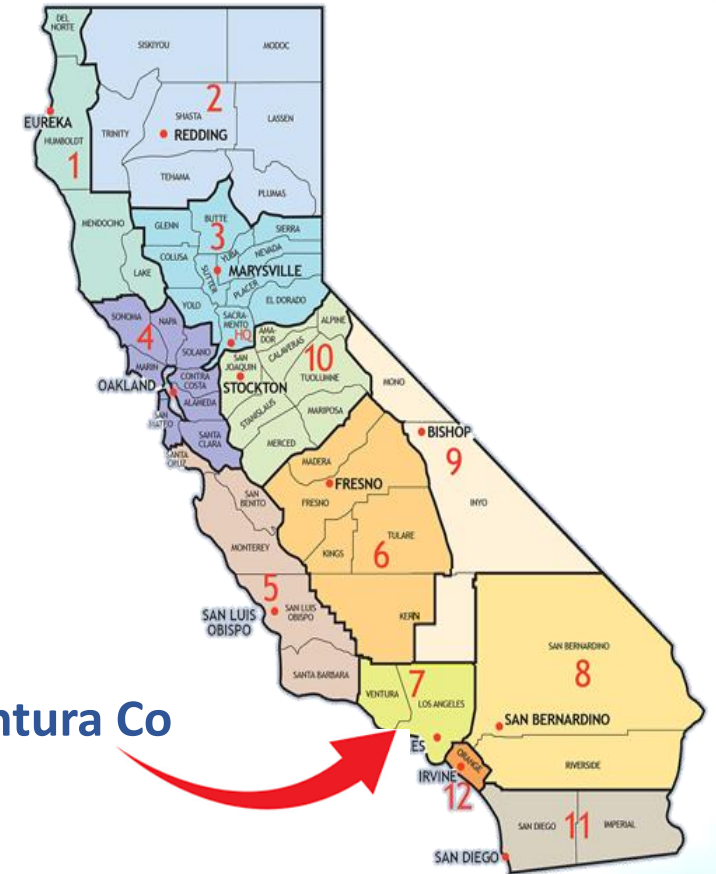 DEL
NORTE
SISKIYOU
MODOC
2
SHASTA
LASSEN
EUREKA
TRINITY
REDDING
HUMBOLDT
1
TEHAMA
PLUMAS
MENDOCINO
GLENN
BUTTE
3
SIERRA
COLUSA
YUBA
NEVADA
LAKE
SUTTER
MARYSVILLE
PLACER
YOLO
EL DORADO
SONOMA
NAPA
SACRA-
MENTO
HQ
ALPINE
4
SOLANO
AMA-
DOR
CALAVERAS
10
MARIN
SAN
JOAQUIN
TUOLUMNE
MONO
OAKLAND
CONTRA
COSTA
STOCKTON
ALAMEDA
STANISLAUS
MARIPOSA
SAN
MATEO
SANTA
CLARA
MERCED
BISHOP
SANTA
CRUZ
MADERA
9
FRESNO
SAN
BENITO
FRESNO
INYO
MONTEREY
TULARE
KINGS
6
5
SAN LUIS
OBISPO
SAN LUIS
OBISPO
KERN
SAN BERNARDINO
SANTA BARBARA
7
8
VENTURA
LOS ANGELES
ntura Co
SAN BERNARDINO
ES
ORANGE
RIVERSIDE
IRVINE
12
SAN DIEGO
11
IMPERIAL
SAN DIEGO